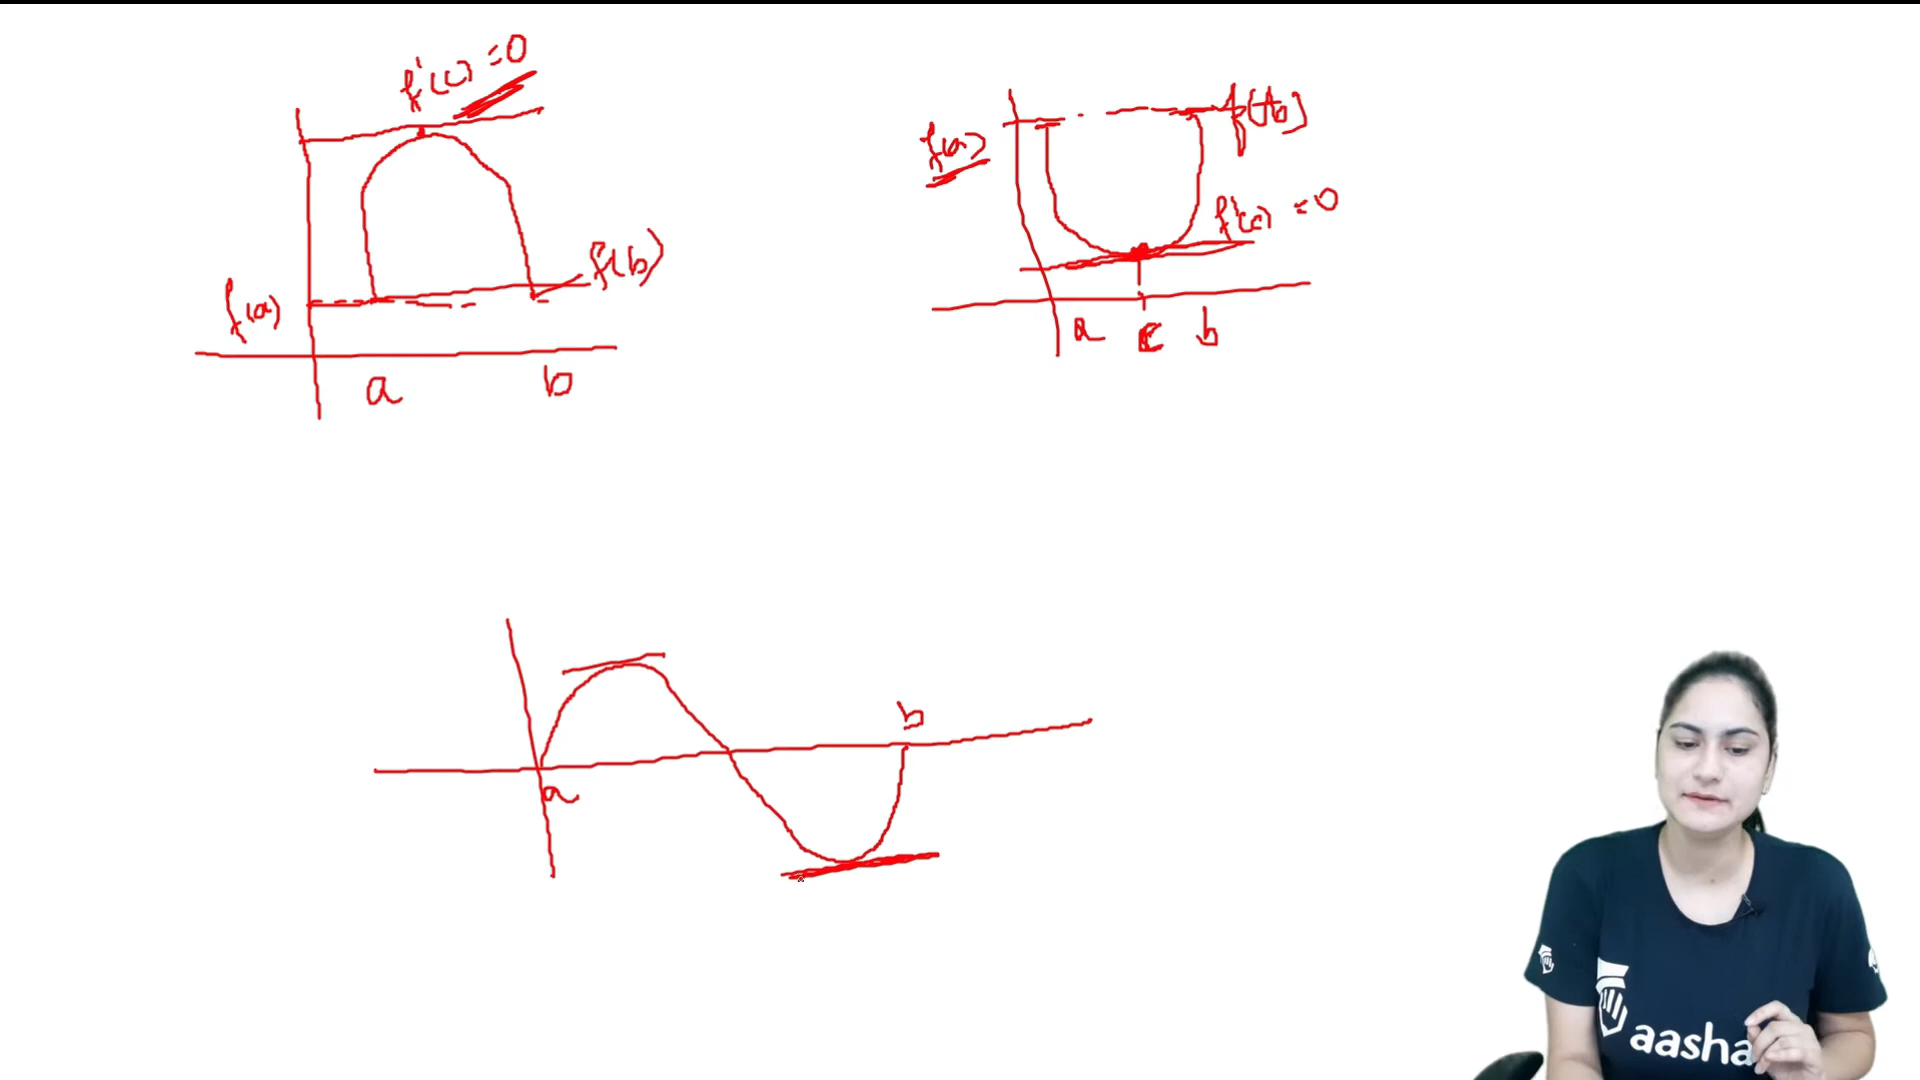 f'(c) = 0
f(a)
f(b)
a
b
f(a)
f'(c) = 0
a
c
b
b
a
aasha